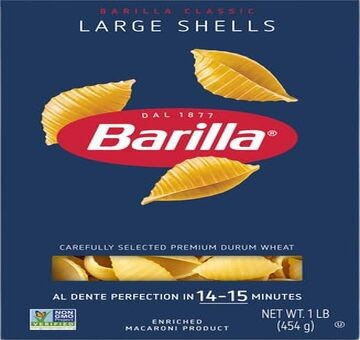 BARILLA CLASSIC
LARGE SHELLS
DAL 1877
Barilla®
CAREFULLY SELECTED PREMIUM DURUM WHEAT
AL DENTE PERFECTION IN 14-15 MINUTES
NON
GMO
Project
VERIFIED
ENRICHED
MACARONI PRODUCT
NET WT. 1 LB
(454 g)